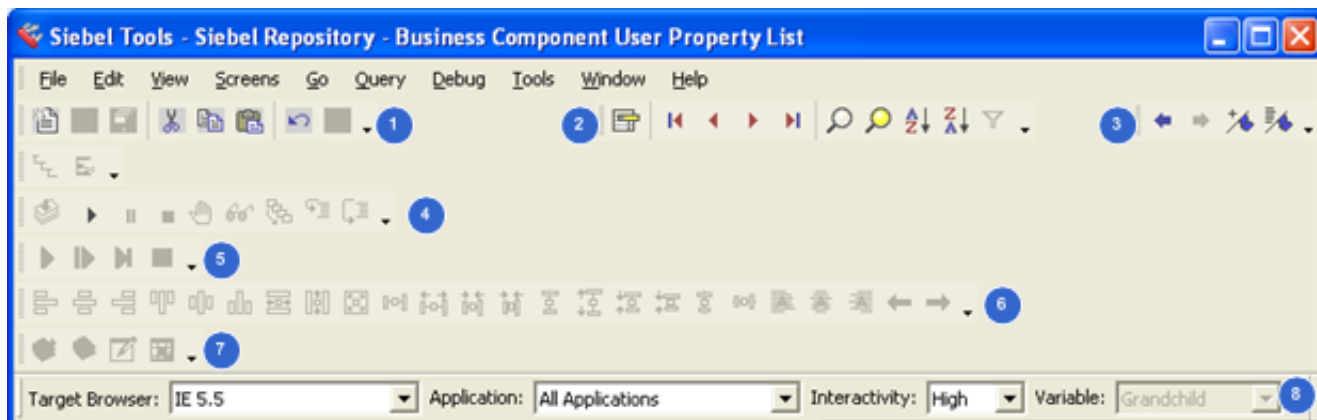 Siebel Tools - Siebel Repository - Business Component User Property List
File Edit View Screens Go Query Debug Tools Window Help
1 2 3
4
5
6
7
Target Browser: IE 5.5 Application: All Applications Interactivity: High Variable: Grandchild 8